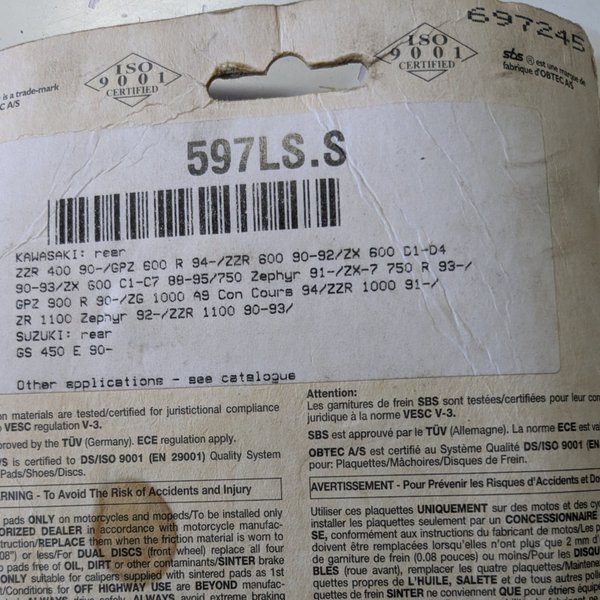 697245
ISO
9001
CERTIFIED
ISO
9001
CERTIFIED
is a trade-mark
A/S
sbs ® est une marque de
fabrique d'OBTEC A/S
597LS.S
KAWASAKI: rear
ZZR 400 90-/GPZ 600 R 94-/ZZR 600 90-92/ZX 600 D1-D4
90-93/ZX 600 C1-C7 88-95/750 Zephyr 91-/ZX-7 750 R 93-/
GPZ 900 R 90-/ZG 1000 A9 Con Cours 94/ZZR 1000 91-/
ZR 1100 Zephyr 92-/ZZR 1100 90-93/
SUZUKI: rear
GS 450 E 90-
Other applications - see catalogue
on materials are tested/certified for juristictional compliance
VESC regulation V-3.
proved by the TÜV (Germany). ECE regulation apply.
is certified to DS/ISO 9001 (EN 29001) Quality System
Pads/Shoes/Discs.
ARNING - To Avoid The Risk of Accidents and Injury
pads ONLY on motorcycles and mopeds/To be installed only
ORIZED DEALER in accordance with motorcycle manufac-
truction/REPLACE them when the friction material is worn to
08") or less/For DUAL DISCS (front wheel) replace all four
pads free of OIL, DIRT or other contaminants/SINTER brake
ONLY suitable for calipers supplied with sintered pads as 1st
t/Conditions for OFF HIGHWAY USE are BEYOND manufac-
ALWAYS drive safely. ALWAYS avoid extreme braking
Attention:
Les garnitures de frein SBS sont testées/certifiées pour leur con
juridique à la norme VESC V-3.
SBS est approuvé par le TÜV (Allemagne). La norme ECE est va
OBTEC A/S est certifié au Système Qualité DS/ISO 9001 (EN
pour: Plaquettes/Mâchoires/Disques de Frein.
AVERTISSEMENT - Pour Prévenir les Risques d'Accidents et Do
Utiliser ces plaquettes UNIQUEMENT sur des motos et des cy
installer les plaquettes seulement par un CONCESSIONNAIRE
SE, conformément aux instructions du fabricant de motos/Les p
doivent être remplacées lorsqu'elles n'ont plus que 2 mm d'
de garniture de frein (0.08 pouces) ou moins/Pour les DISQU
BLES (roue avant), remplacer les quatre plaquettes/Mainten
quettes propres de L'HUILE, SALETE et de tous autres pollu
quettes de frein SINTER ne conviennent QUE pour étriers équipé